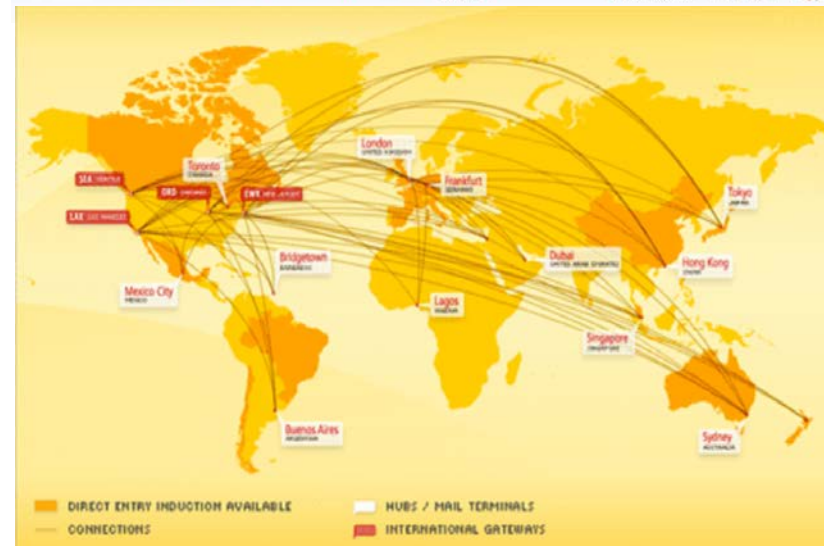 London
UNITED KINGDOM
Toronto
CANADA
SEA SEATTLE
ORD CHICAGO
EWR NEW JERSEY
Frankfurt
GERMANY
Tokyo
JAPAN
LAX LOS ANGELES
Bridgetown
BARBADOS
Dubai
UNITED ARAB EMIRATES
Hong Kong
CHINA
Mexico City
MEXICO
Lagos
NIGERIA
Singapore
SINGAPORE
Buenos Aires
ARGENTINA
Sydney
AUSTRALIA
DIRECT ENTRY INDUCTION AVAILABLE
HUBS / MAIL TERMINALS
CONNECTIONS
INTERNATIONAL GATEWAYS